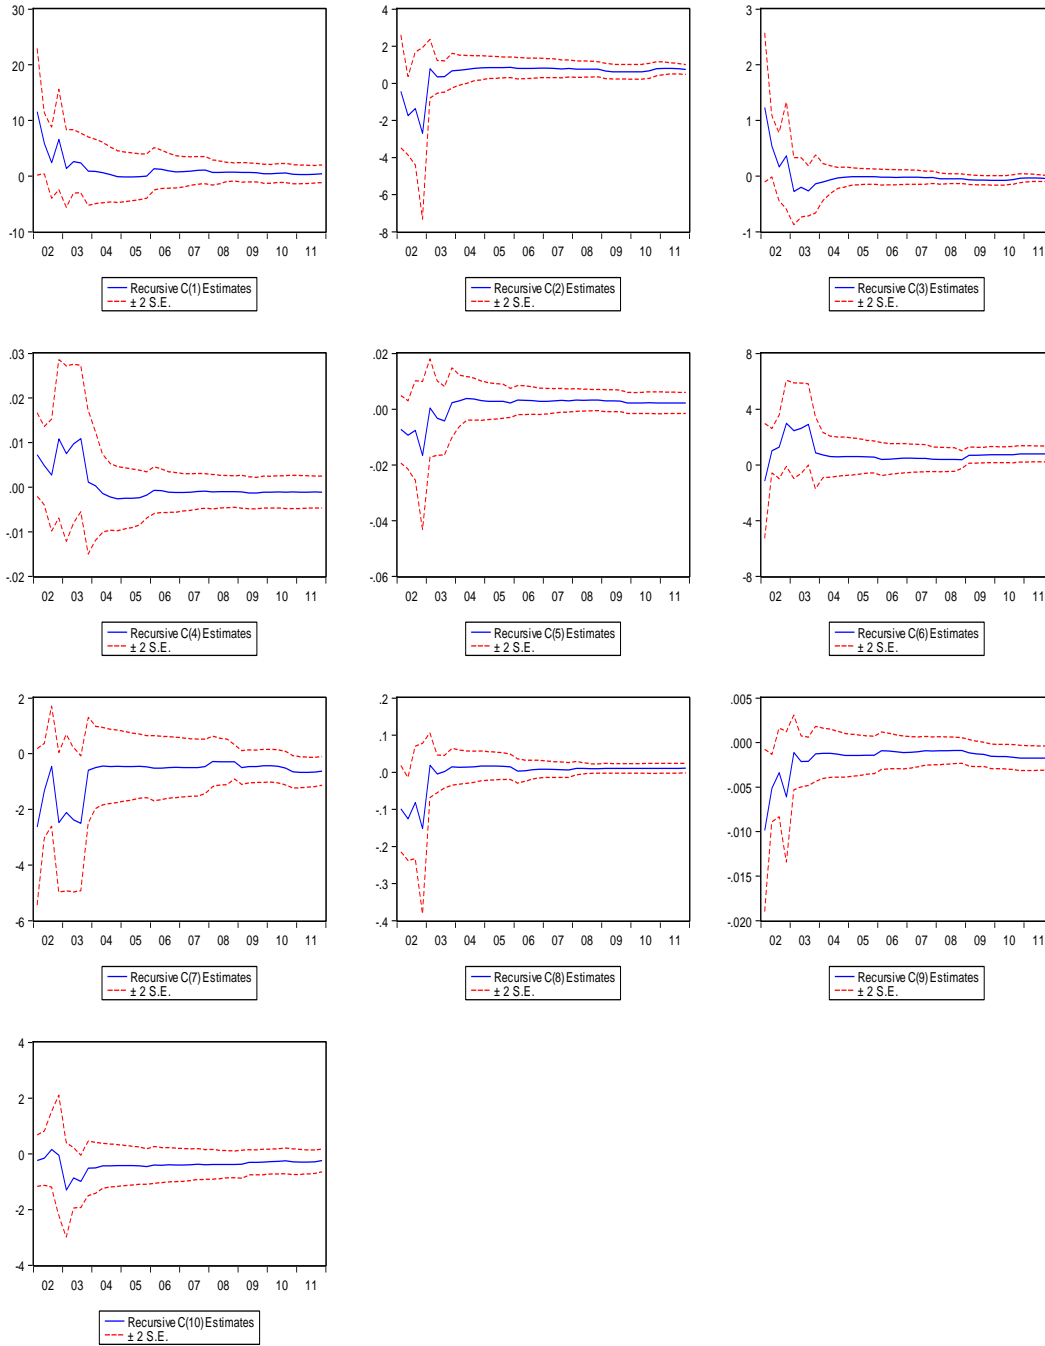 30
20
10
0
-10
02 03 04 05 06 07 08 09 10 11
Recursive C(1) Estimates
± 2 S.E.
4
2
0
-2
-4
-6
-8
02 03 04 05 06 07 08 09 10 11
Recursive C(2) Estimates
± 2 S.E.
3
2
1
0
-1
02 03 04 05 06 07 08 09 10 11
Recursive C(3) Estimates
± 2 S.E.
.03
.02
.01
.00
-.01
-.02
02 03 04 05 06 07 08 09 10 11
Recursive C(4) Estimates
± 2 S.E.
.02
.00
-.02
-.04
-.06
02 03 04 05 06 07 08 09 10 11
Recursive C(5) Estimates
± 2 S.E.
8
4
0
-4
-8
02 03 04 05 06 07 08 09 10 11
Recursive C(6) Estimates
± 2 S.E.
2
0
-2
-4
-6
02 03 04 05 06 07 08 09 10 11
Recursive C(7) Estimates
± 2 S.E.
.2
.1
.0
-.1
-.2
-.3
-.4
02 03 04 05 06 07 08 09 10 11
Recursive C(8) Estimates
± 2 S.E.
.005
.000
-.005
-.010
-.015
-.020
02 03 04 05 06 07 08 09 10 11
Recursive C(9) Estimates
± 2 S.E.
4
2
0
-2
-4
02 03 04 05 06 07 08 09 10 11
Recursive C(10) Estimates
± 2 S.E.